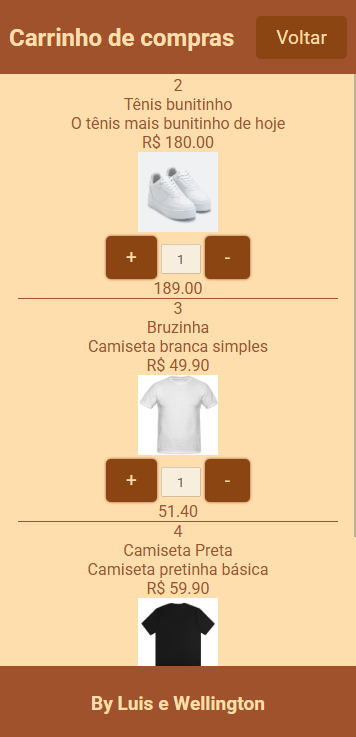 Carrinho de compras
Voltar
2
Tênis bunitinho
O tênis mais bunitinho de hoje
R$ 180.00
+ 1 -
189.00
3
Bruzinha
Camiseta branca simples
R$ 49.90
+ 1 -
51.40
4
Camiseta Preta
Camiseta pretinha básica
R$ 59.90
By Luis e Wellington